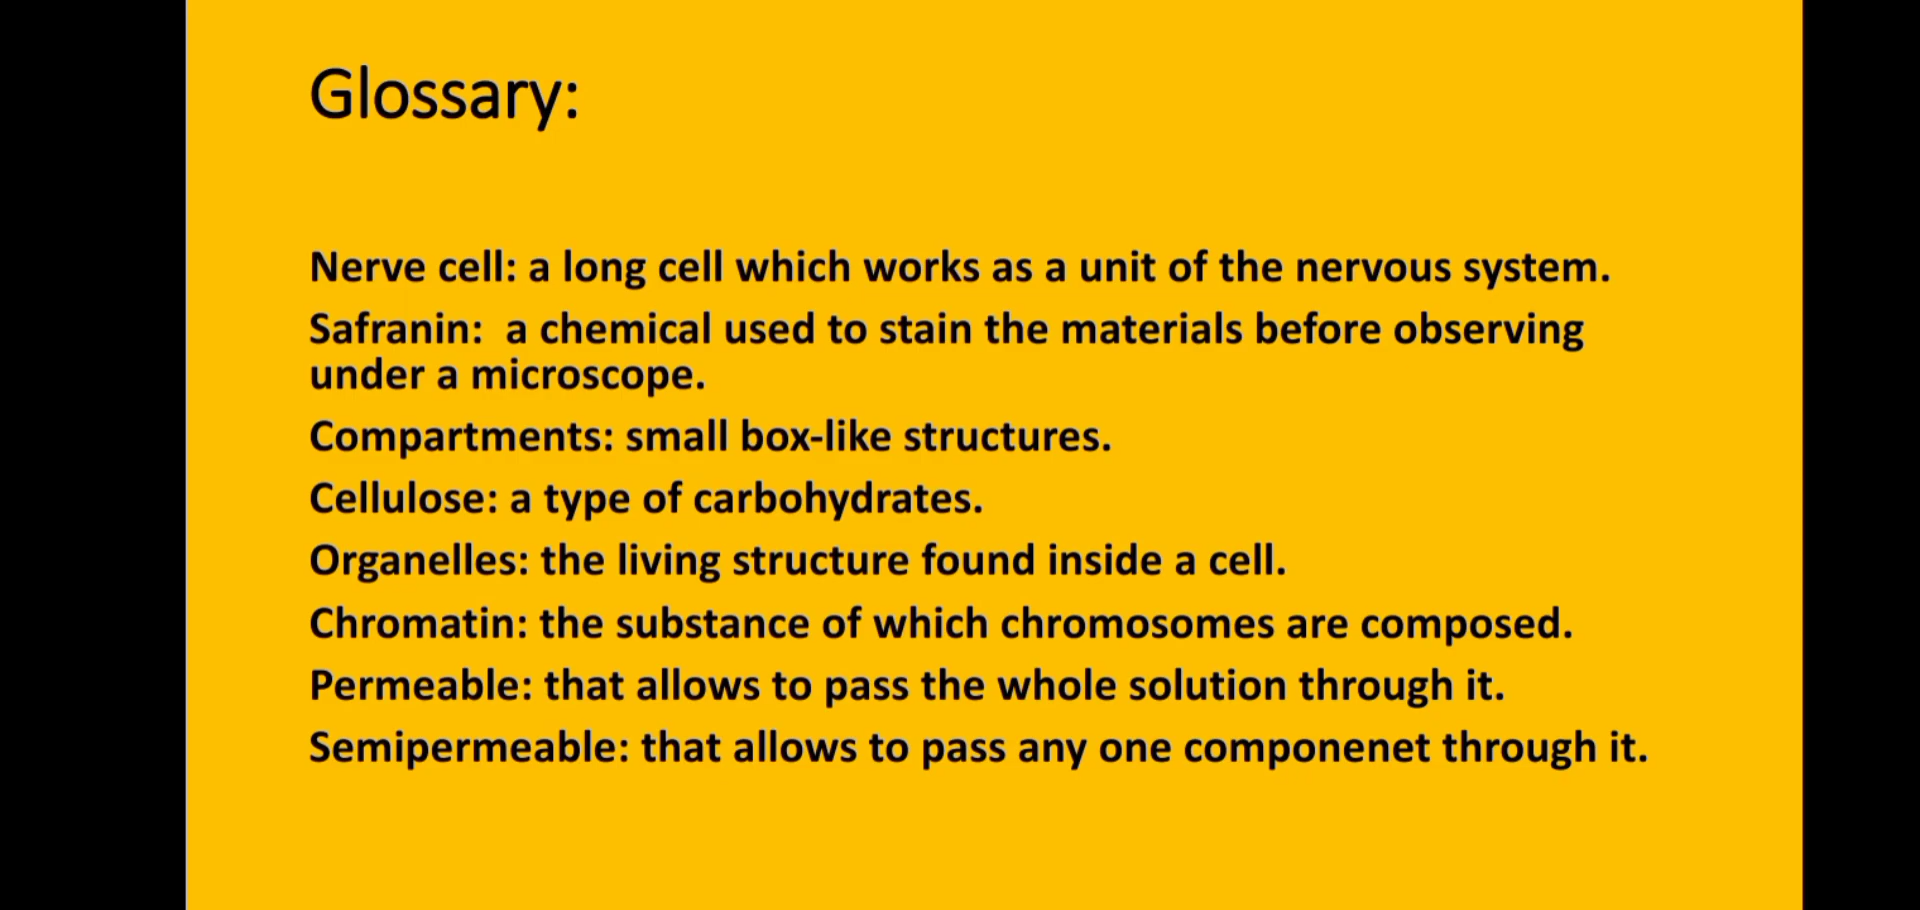 Glossary:
Nerve cell: a long cell which works as a unit of the nervous system.
Safranin:  a chemical used to stain the materials before observing
under a microscope.
Compartments: small box-like structures.
Cellulose: a type of carbohydrates.
Organelles: the living structure found inside a cell.
Chromatin: the substance of which chromosomes are composed.
Permeable: that allows to pass the whole solution through it.
Semipermeable: that allows to pass any one componenet through it.